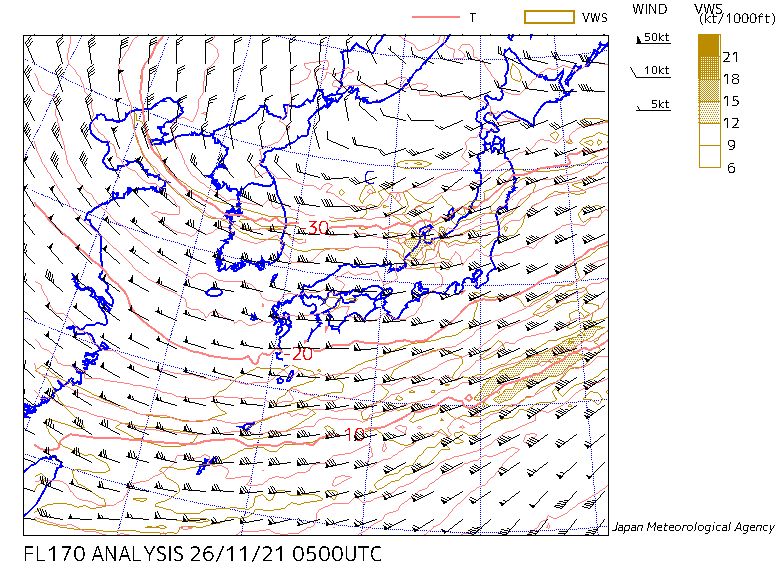 T
VWS
WIND
VWS
(kt/1000ft)
50kt
10kt
5kt
21
18
15
12
9
6
C
-30
-20
10
Japan Meteorological Agency
FL170 ANALYSIS 26/11/21 0500UTC